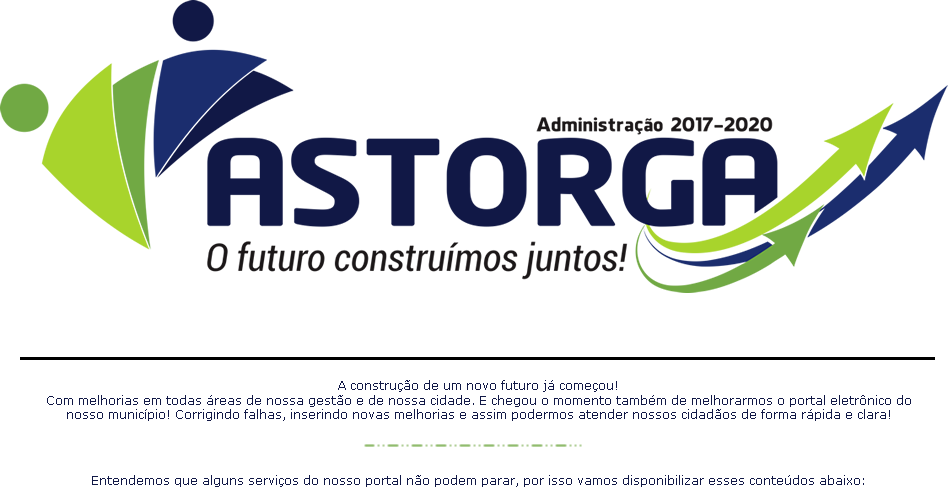 Administração 2017-2020
ASTORGA
O futuro construímos juntos!
A construção de um novo futuro já começou!
Com melhorias em todas áreas de nossa gestão e de nossa cidade. E chegou o momento também de melhorarmos o portal eletrônico do
nosso município! Corrigindo falhas, inserindo novas melhorias e assim podermos atender nossos cidadãos de forma rápida e clara!
Entendemos que alguns serviços do nosso portal não podem parar, por isso vamos disponibilizar esses conteúdos abaixo: